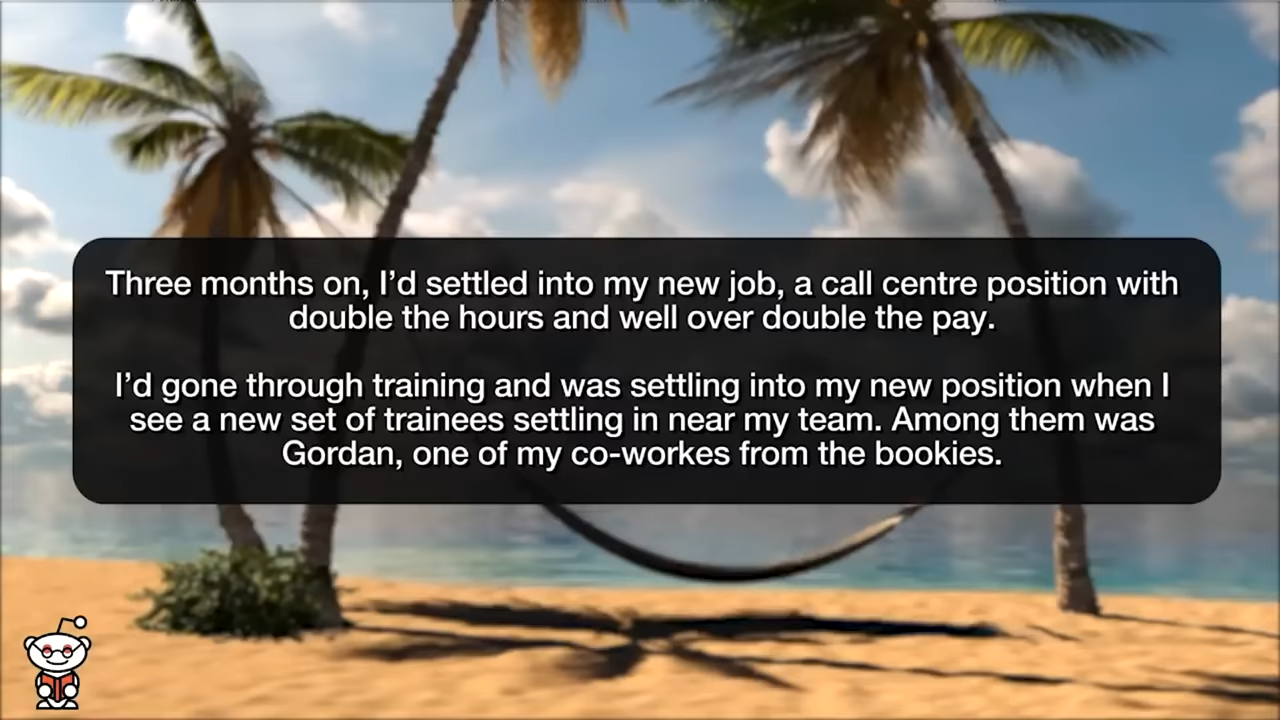 Three months on, I’d settled into my new job, a call centre position with
double the hours and well over double the pay.
I’d gone through training and was settling into my new position when I
see a new set of trainees settling in near my team. Among them was
Gordan, one of my co-workes from the bookies.